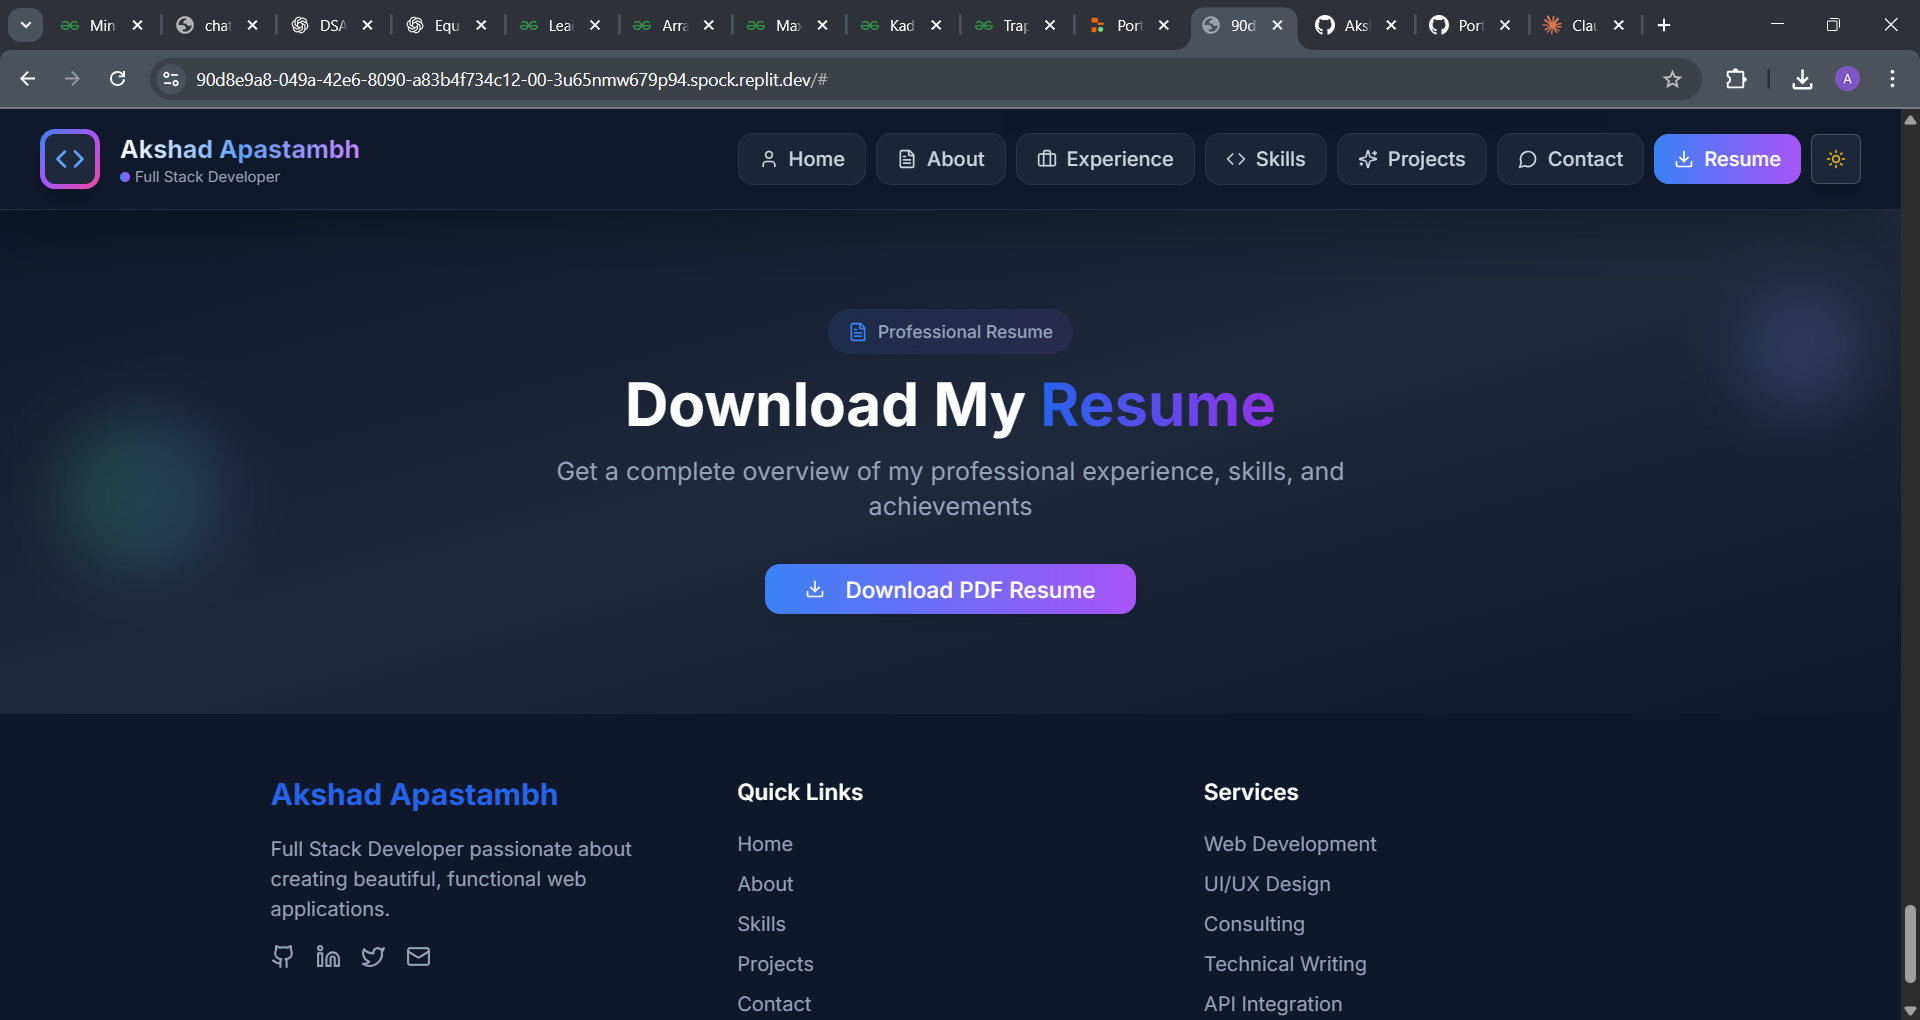 Min
chat
DSA
Equ
Lea
Arra
Max
Kad
Trap
Port
90d
Aks
Port
Clau
90d8e9a8-049a-42e6-8090-a83b4f734c12-00-3u65nmw679p94.spock.replit.dev/#
A
Akshad Apastambh
Full Stack Developer
Home
About
Experience
Skills
Projects
Contact
Resume
Professional Resume
Download My Resume
Get a complete overview of my professional experience, skills, and
achievements
Download PDF Resume
Akshad Apastambh
Full Stack Developer passionate about
creating beautiful, functional web
applications.
Quick Links
Home
About
Skills
Projects
Contact
Services
Web Development
UI/UX Design
Consulting
Technical Writing
API Integration